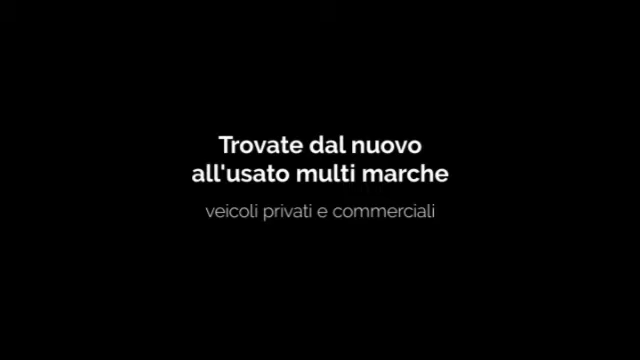 Trovate dal nuovo
all'usato multi marche
veicoli privati e commerciali